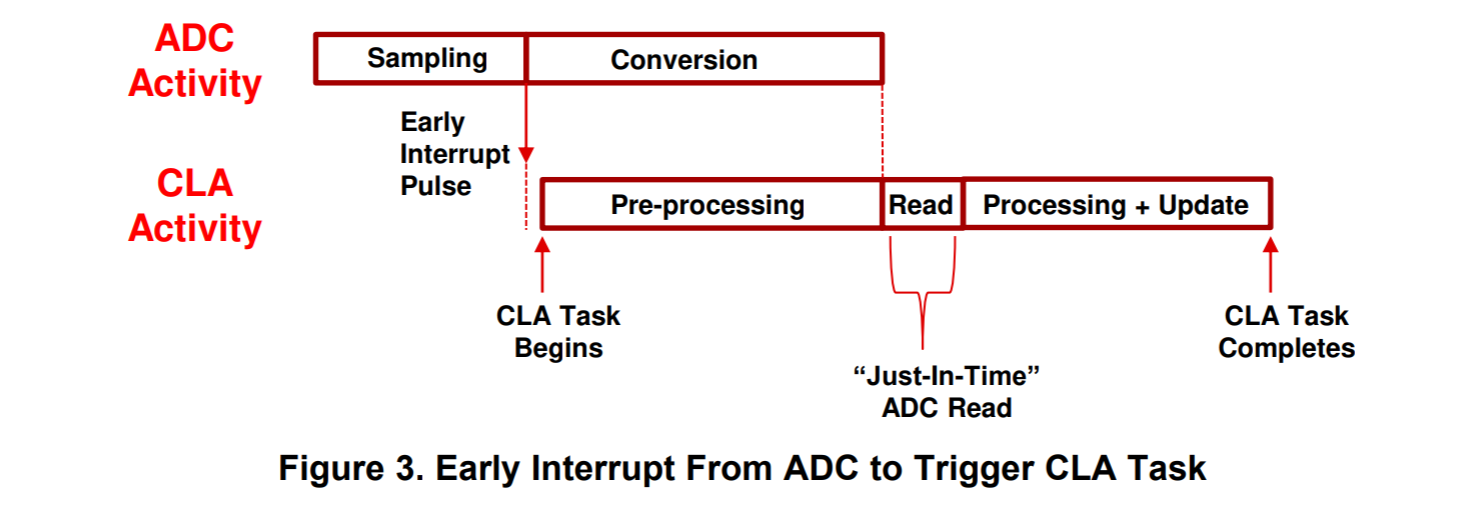 ADC
Activity
Sampling
Conversion
Early
Interrupt
Pulse
CLA
Activity
Pre-processing
Read
Processing + Update
CLA Task
Begins
“Just-In-Time”
ADC Read
CLA Task
Completes
Figure 3. Early Interrupt From ADC to Trigger CLA Task